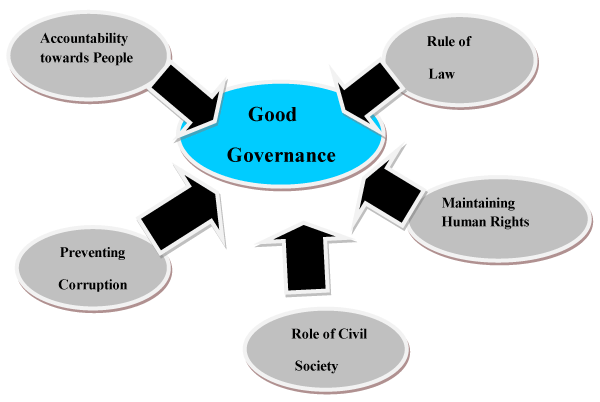 Accountability
towards People
Rule of
Law
Good
Governance
Maintaining
Human Rights
Preventing
Corruption
Role of Civil
Society